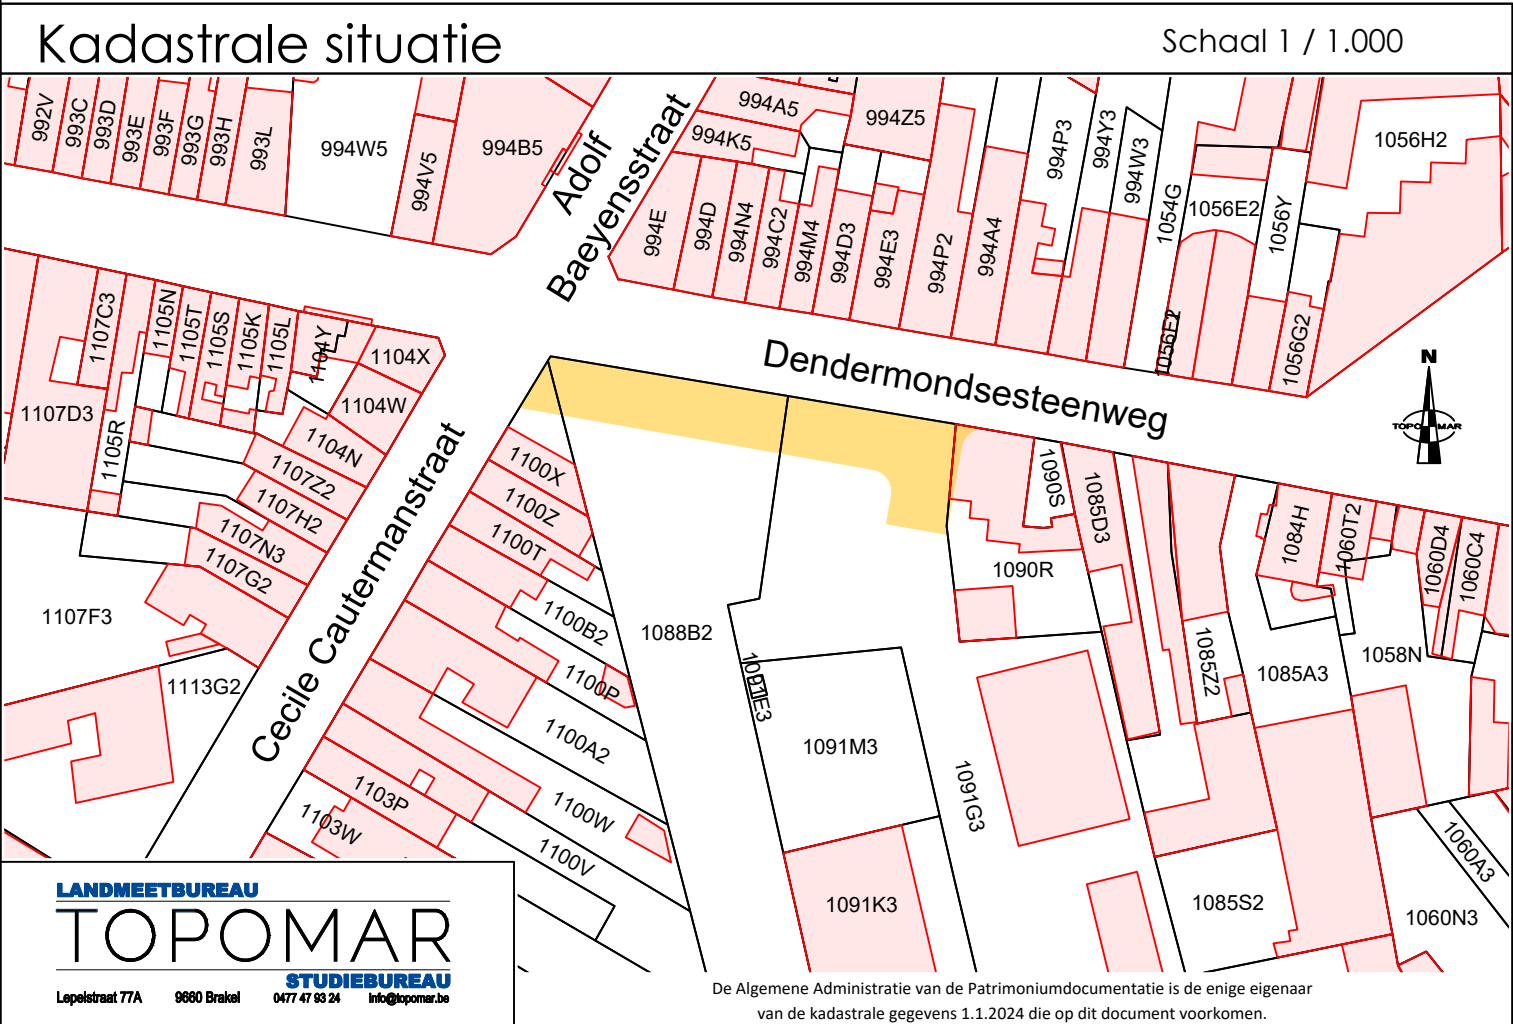 Kadastrale situatie
Schaal 1 / 1.000
992V
993C
993D
993E
993F
993G
993H
993L
994W5
994V5
994B5
Adolf
Baeyensstraat
994A5
994K5
994Z5
994E
994D
994N4
994C2
994M4
994D3
994E3
994P2
994A4
994P3
994Y3
994W3
1054G
1056E2
1056Y
1056H2
1056E2
1056G2
1107C3
1105N
1105T
1105S
1105K
1105L
1104Y
1104X
1104W
1104N
1107D3
1105R
1107Z2
1107H2
1107N3
1107G2
1107F3
1113G2
Dendermondsesteenweg
Cecile Cautermanstraat
N
TOPO MAR
1100X
1100Z
1100T
1100B2
1100P
1100A2
1100W
1100V
1103P
1103W
1088B2
1091E3
1091M3
1091K3
1091G3
1090S
1090R
1085D3
1085Z2
1085A3
1085S2
1084H
1060T2
1060D4
1060C4
1058N
1060A3
1060N3
LANDMEETBUREAU
TOPOMAR
STUDIEBUREAU
Lepelstraat 77A 9660 Brakel 0477 47 93 24 info@topomar.be
De Algemene Administratie van de Patrimoniumdocumentatie is de enige eigenaar
van de kadastrale gegevens 1.1.2024 die op dit document voorkomen.